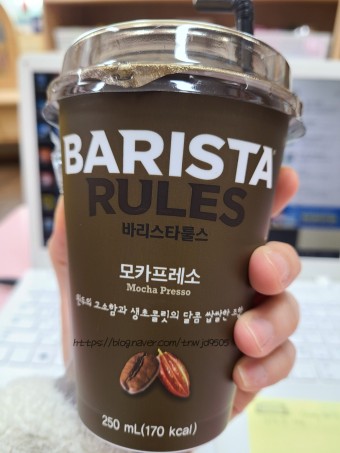 BARISTA
RULES
바리스타룰스
모카프레소
Mocha Presso
원두의 고소함과 생초콜릿의 달콤 쌉쌀한 조화
https://blog.naver.com/tnwjd9505
250 mL(170 kcal)